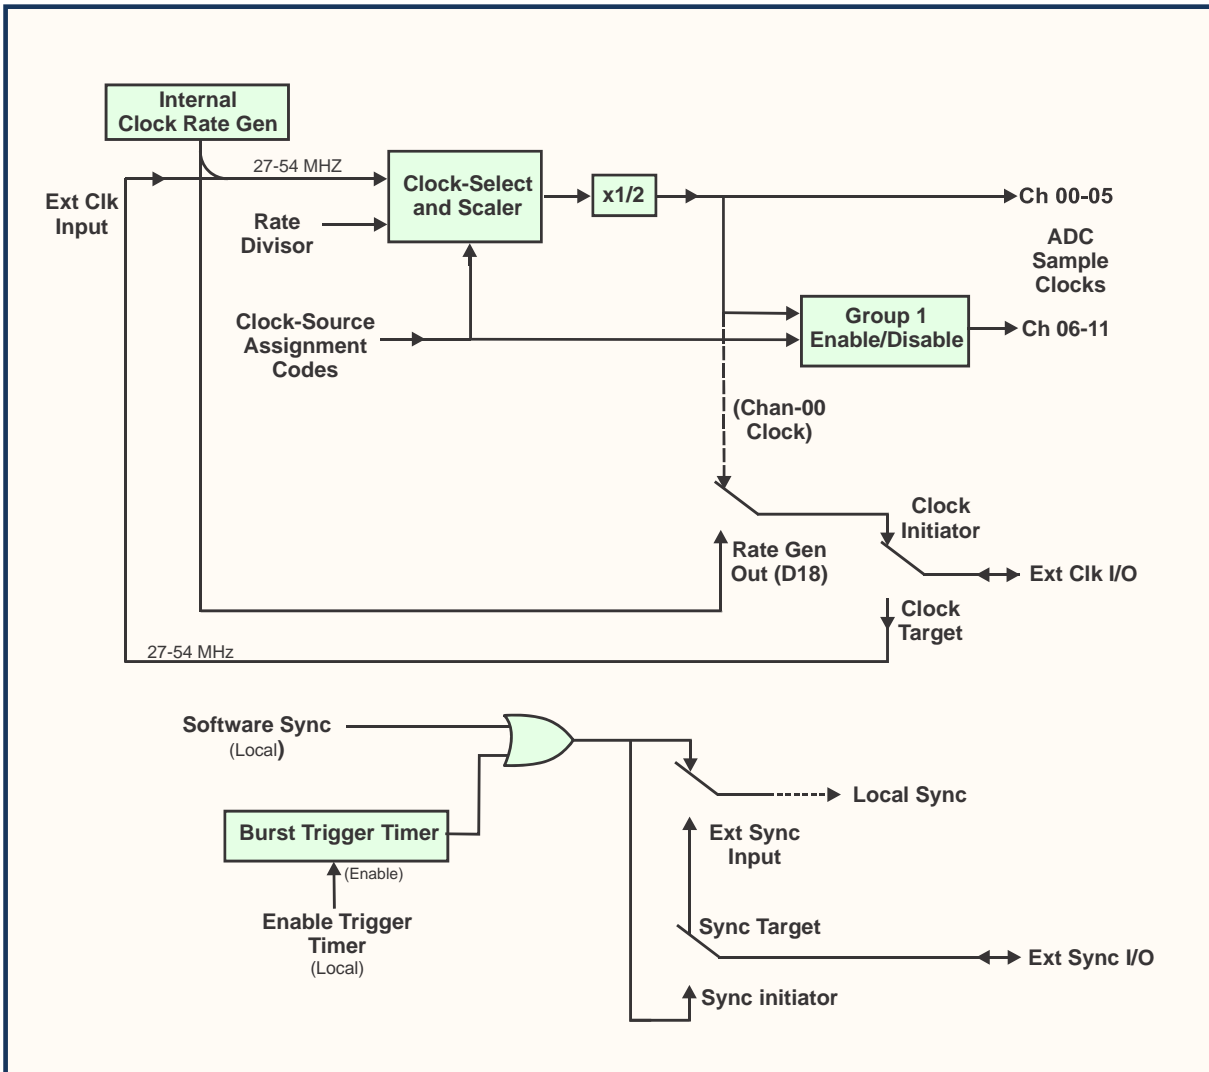 Internal
Clock Rate Gen
27-54 MHZ
Ext Clk
Input
Clock-Select
and Scaler
x1/2
Ch 00-05
Rate
Divisor
ADC
Sample
Clocks
Clock-Source
Assignment
Codes
Group 1
Enable/Disable
Ch 06-11
(Chan-00
Clock)
Clock
Initiator
Rate Gen
Out (D18)
Ext Clk I/O
Clock
Target
27-54 MHz
Software Sync
(Local)
Local Sync
Burst Trigger Timer
Ext Sync
Input
(Enable)
Enable Trigger
Timer
(Local)
Sync Target
Ext Sync I/O
Sync initiator